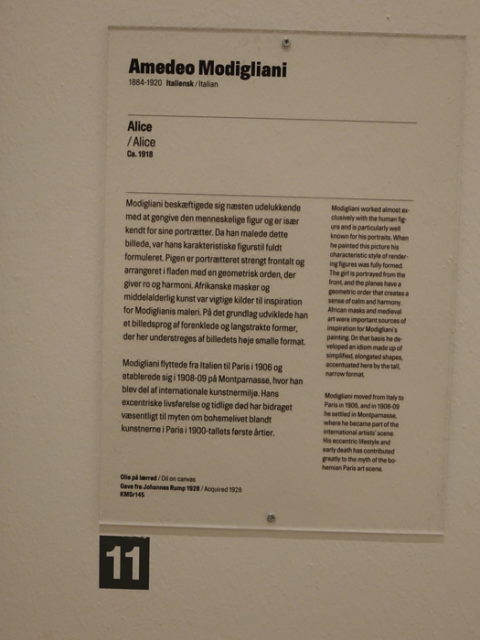 Amedeo Modigliani
1884-1920 Italiensk / Italian
Alice
/ Alice
Ca. 1918
Modigliani beskæftigede sig næsten udelukkende
med at gengive den menneskelige figur og er især
kendt for sine portrætter. Da han malede dette
billede, var hans karakteristiske figurstil fuldt
formuleret. Pigen er portrætteret strengt frontalt og
arrangeret i fladen med en geometrisk orden, der
giver ro og harmoni. Afrikanske masker og
middelalderlig kunst var vigtige kilder til inspiration
for Modiglianis maleri. På det grundlag udviklede han
et billedsprog af forenklede og langstrakte former,
der her understreges af billedets høje smalle format.
Modigliani flyttede fra Italien til Paris i 1906 og
etablerede sig i 1908-09 på Montparnasse, hvor han
blev del af internationale kunstnermiljø. Hans
excentriske livsførelse og tidlige død har bidraget
væsentligt til myten om bohemelivet blandt
kunstnerne i Paris i 1900-tallets første årtier.
Modigliani worked almost ex-
clusively with the human fig-
ure and is particularly well
known for his portraits. When
he painted this picture his
characteristic style of render-
ing figures was fully formed.
The girl is portrayed from the
front, and the planes have a
geometric order that creates a
sense of calm and harmony.
African masks and medieval
art were important sources of
inspiration for Modigliani's
painting. On that basis he de-
veloped an idiom made up of
simplified, elongated shapes,
accentuated here by the tall,
narrow format.
Modigliani moved from Italy to
Paris in 1906, and in 1908-09
he settled in Montparnasse,
where he became part of the
international artists' scene
His eccentric lifestyle and
early death has contributed
greatly to the myth of the bo-
hemian Paris art scene.
Olie på lærred / Oil on canvas
Gave fra Johannes Rump 1928 / Acquired 1928
KMSr145
11